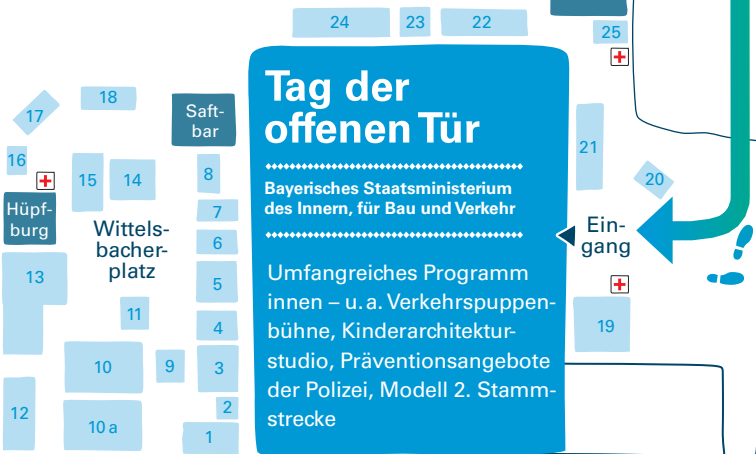 24
23
22
25
Tag der
offenen Tür
Bayerisches Staatsministerium
des Innern, für Bau und Verkehr
Umfangreiches Programm
innen – u. a. Verkehrspuppen-
bühne, Kinderarchitektur-
studio, Präventionsangebote
der Polizei, Modell 2. Stamm-
strecke
17
18
Saft-
bar
16
15
14
8
Hüpf-
burg
Wittels-
bacher-
platz
7
6
13
5
11
4
10
9
3
12
10 a
2
1
21
20
Ein-
gang
19